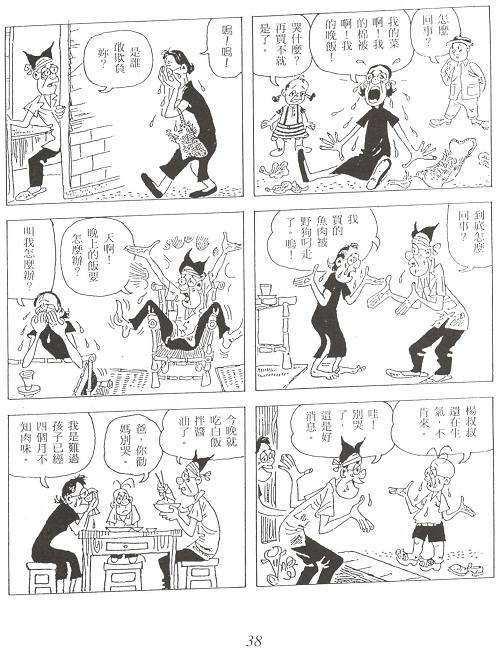 怎麼
回事?
我的菜
啊!我
的棉被
啊!我
的晚飯!
哭什麼?
再買不就
是了。
嗚!嗚!
是誰
敢欺負
妳?
到底怎麼
回事?
我
買的
魚肉被
野狗叼走
了。嗚!
天啊!
晚上的飯要
怎麼辦?
叫我怎麼辦?
楊叔叔
還在生
氣,不
肯來。
哇!
別哭
了,
這是好
消息。
今晚就
吃白飯
拌醬
油了。
爸,你勸
媽別哭。
我是難過
孩子已經
四個月不
知肉味。
38